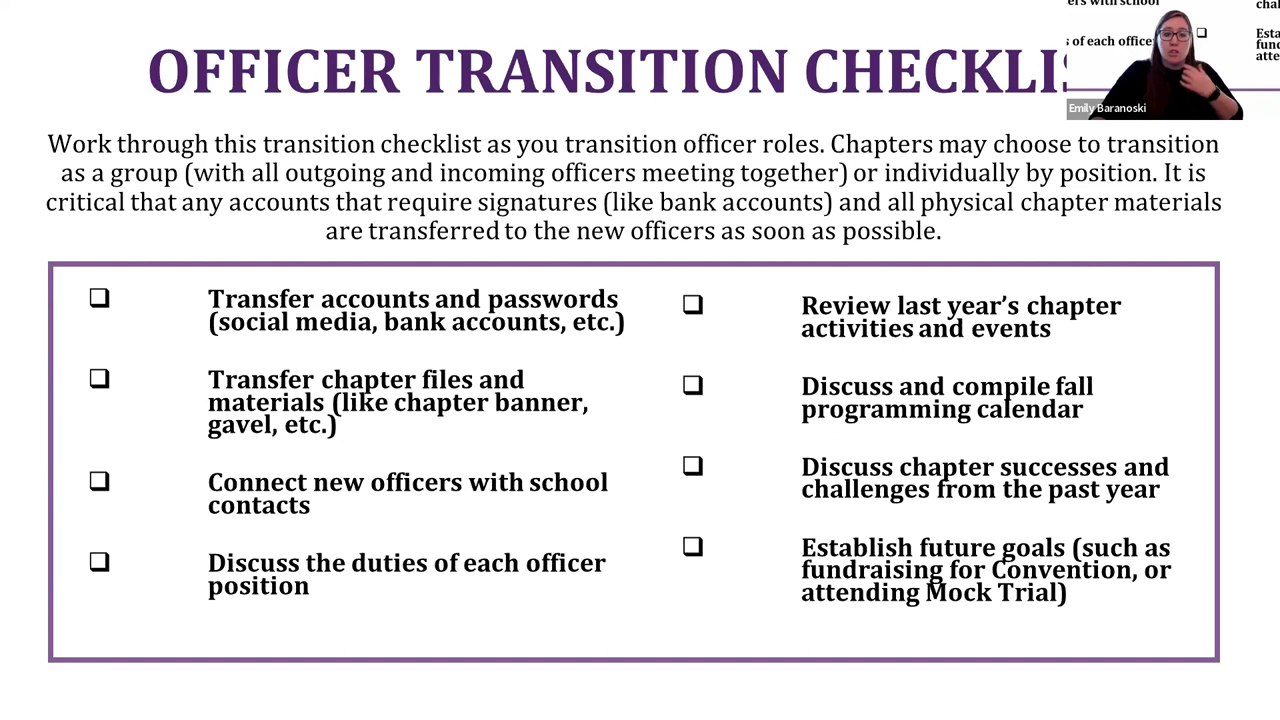 OFFICER TRANSITION CHECKLIS
Work through this transition checklist as you transition officer roles. Chapters may choose to transition
as a group (with all outgoing and incoming officers meeting together) or individually by position. It is
critical that any accounts that require signatures (like bank accounts) and all physical chapter materials
are transferred to the new officers as soon as possible.
❑ Transfer accounts and passwords
(social media, bank accounts, etc.)
❑ Transfer chapter files and
materials (like chapter banner,
gavel, etc.)
❑ Connect new officers with school
contacts
❑ Discuss the duties of each officer
position
❑ Review last year’s chapter
activities and events
❑ Discuss and compile fall
programming calendar
❑ Discuss chapter successes and
challenges from the past year
❑ Establish future goals (such as
fundraising for Convention, or
attending Mock Trial)
ers with school
s of each office
chal
❑ Esta
fund
atte
Emily Baranoski